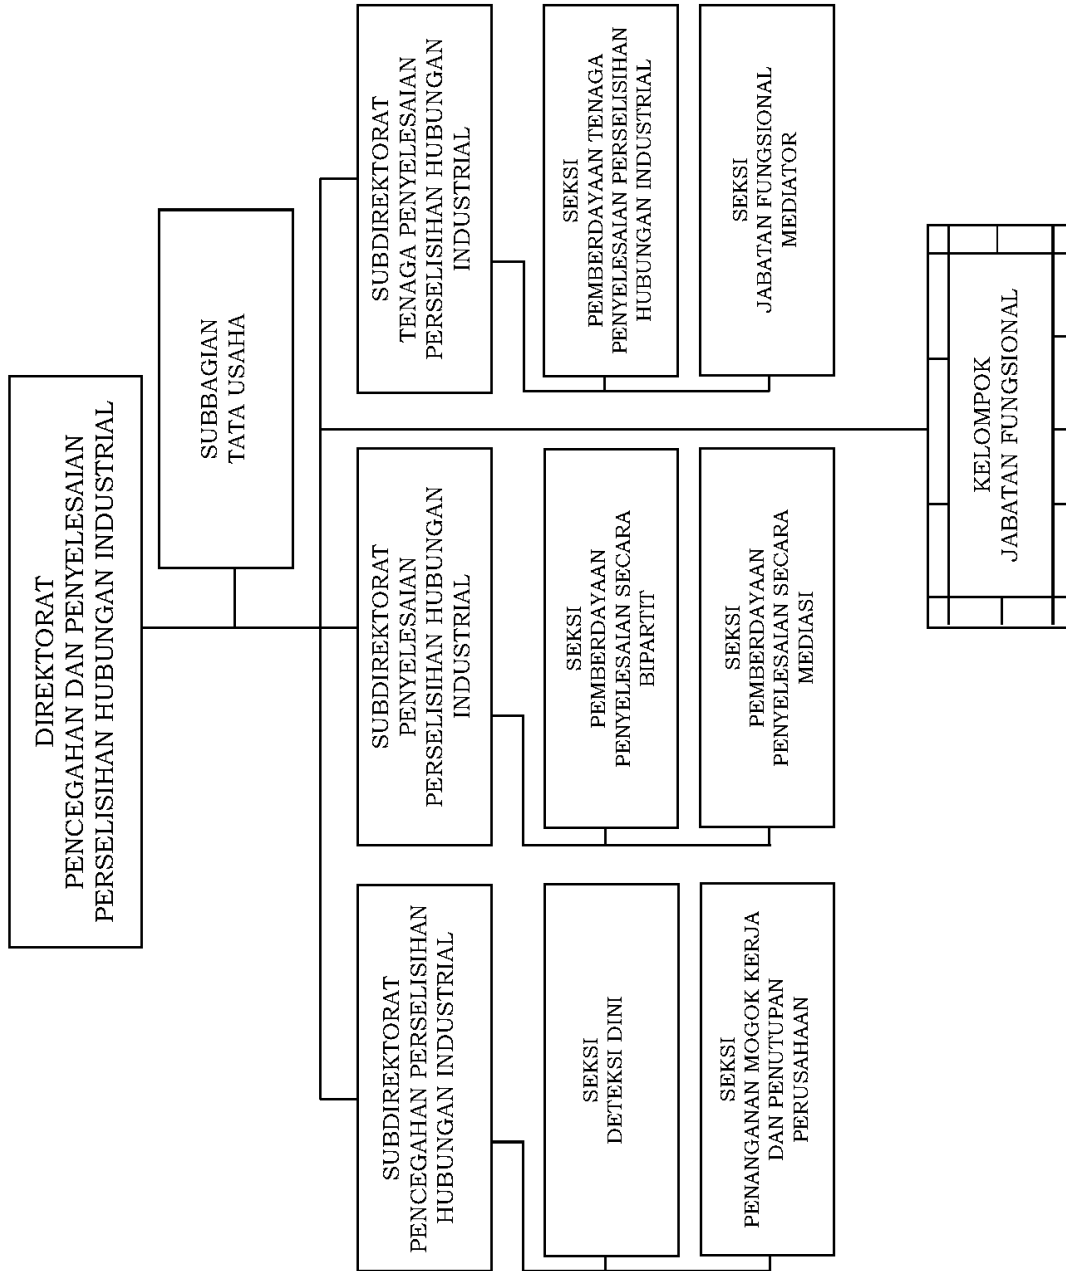 DIREKTORAT
PENCEGAHAN DAN PENYELESAIAN
PERSELISIHAN HUBUNGAN INDUSTRIAL
SUBBAGIAN
TATA USAHA
SUBDIREKTORAT
PENCEGAHAN PERSELISIHAN
HUBUNGAN INDUSTRIAL
SUBDIREKTORAT
PENYELESAIAN
PERSELISIHAN HUBUNGAN
INDUSTRIAL
SUBDIREKTORAT
TENAGA PENYELESAIAN
PERSELISIHAN HUBUNGAN
INDUSTRIAL
SEKSI
DETEKSI DINI
SEKSI
PEMBERDAYAAN
PENYELESAIAN SECARA
BIPARTIT
SEKSI
PEMBERDAYAAN TENAGA
PENYELESAIAN PERSELISIHAN
HUBUNGAN INDUSTRIAL
SEKSI
PENANGANAN MOGOK KERJA
DAN PENUTUPAN
PERUSAHAAN
SEKSI
PEMBERDAYAAN
PENYELESAIAN SECARA
MEDIASI
SEKSI
JABATAN FUNGSIONAL
MEDIATOR
KELOMPOK
JABATAN FUNGSIONAL